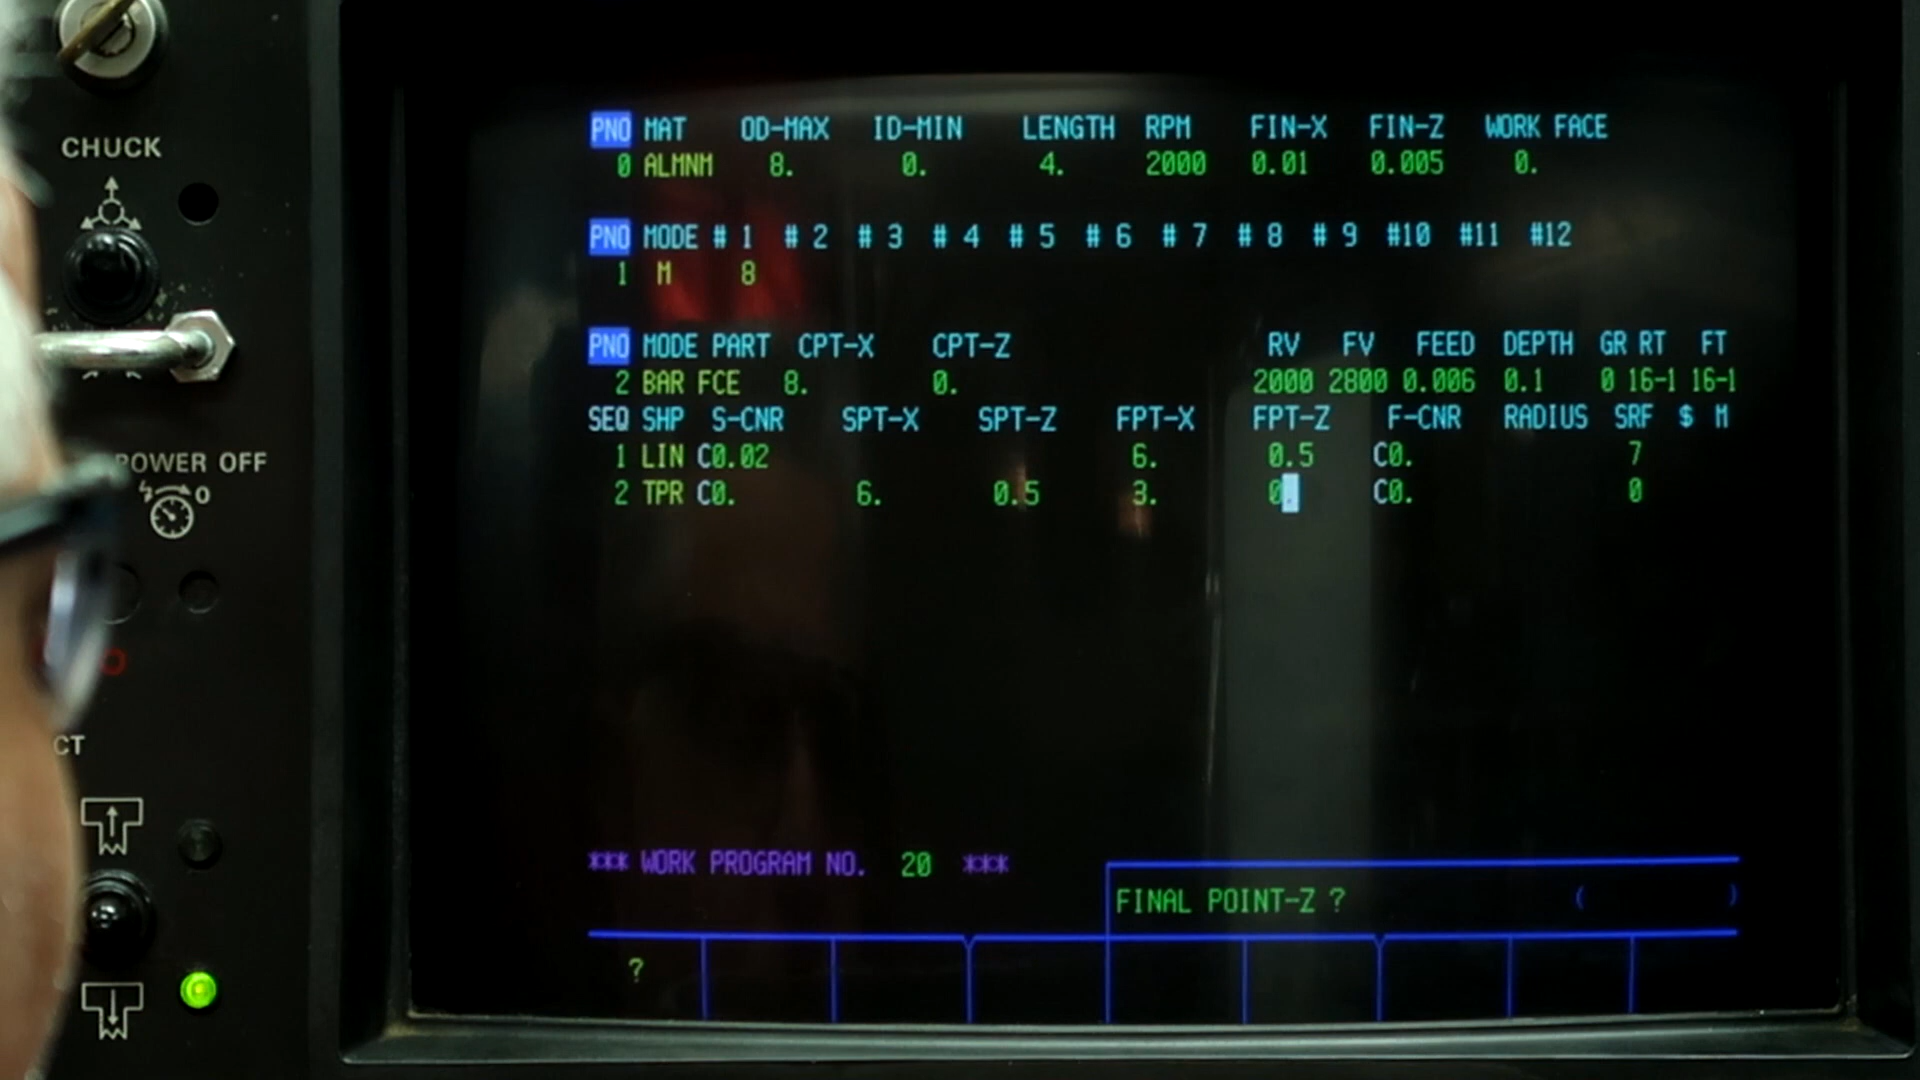 CHUCK
POWER OFF
O
CT
PNO MAT OD-MAX ID-MIN LENGTH RPM FIN-X FIN-Z WORK FACE
0 ALMNM 8. 0. 4. 2000 0.01 0.005 0.
PNO MODE # 1 # 2 # 3 # 4 # 5 # 6 # 7 # 8 # 9 #10 #11 #12
1 M 8
PNO MODE PART CPT-X CPT-Z RV FV FEED DEPTH GR RT FT
2 BAR FCE 8. 0. 2000 2800 0.006 0.1 0 16-1 16-1
SEQ SHP S-CNR SPT-X SPT-Z FPT-X FPT-Z F-CNR RADIUS SRF $ M
1 LIN C0.02 6. 0.5 C0. 7
2 TPR C0. 6. 0.5 3. 0. C0. 0
*** WORK PROGRAM NO. 20 ***
FINAL POINT-Z ? ( )
?